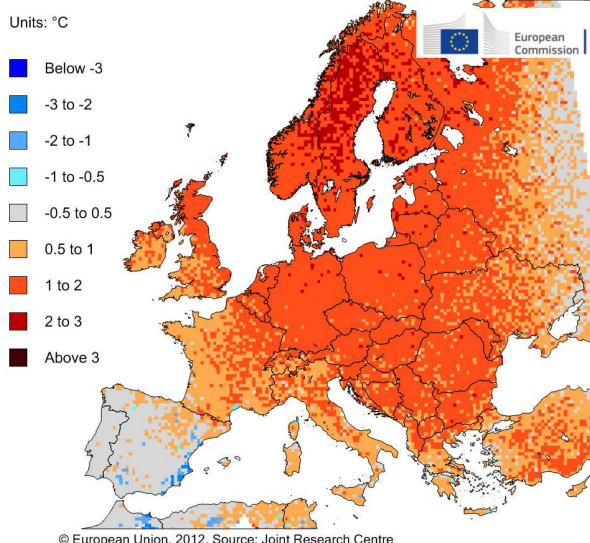 Units: °C
European
Commission
Below -3
-3 to -2
-2 to -1
-1 to -0.5
-0.5 to 0.5
0.5 to 1
1 to 2
2 to 3
Above 3
© European Union, 2012. Source: Joint Research Centre